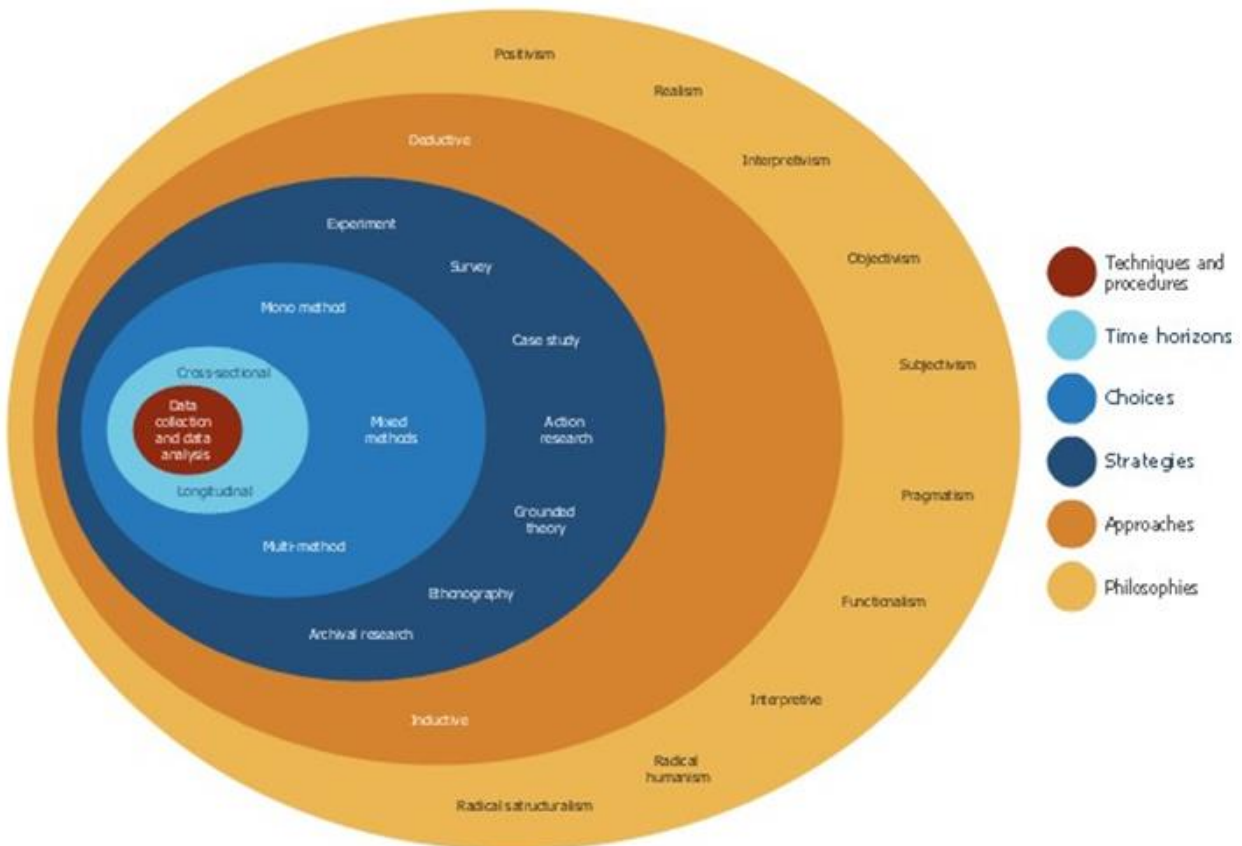 Positivism
Realism
Deductive
Interpretivism
Experiment
Survey
Objectivism
Mono method
Case study
Subjectivism
Cross-sectional
Data
collection
and data
analysis
Mixed
methods
Action
research
Longitudinal
Pragmatism
Grounded
theory
Multi-method
Ethonography
Functionalism
Archival research
Interpretive
Inductive
Radical
humanism
Radical satructuralism
Techniques and
procedures
Time horizons
Choices
Strategies
Approaches
Philosophies